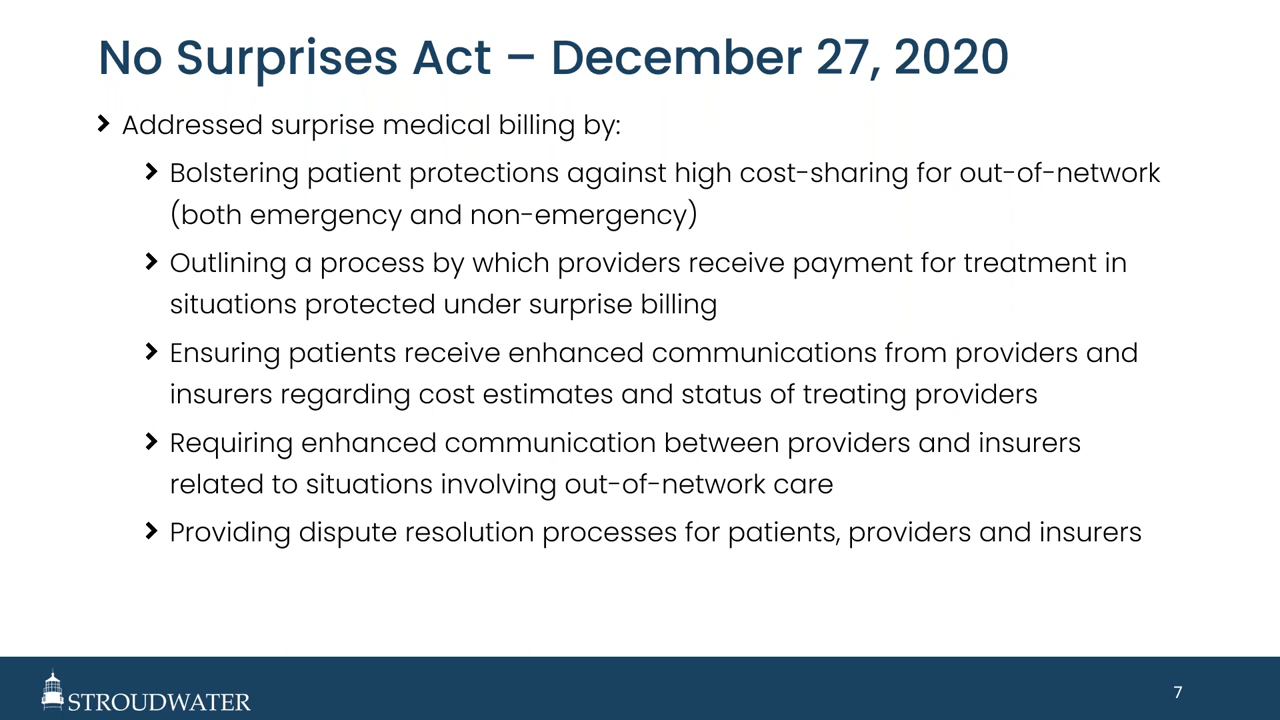 No Surprises Act – December 27, 2020
Addressed surprise medical billing by:
Bolstering patient protections against high cost-sharing for out-of-network
(both emergency and non-emergency)
Outlining a process by which providers receive payment for treatment in
situations protected under surprise billing
Ensuring patients receive enhanced communications from providers and
insurers regarding cost estimates and status of treating providers
Requiring enhanced communication between providers and insurers
related to situations involving out-of-network care
Providing dispute resolution processes for patients, providers and insurers
STROUDWATER
7